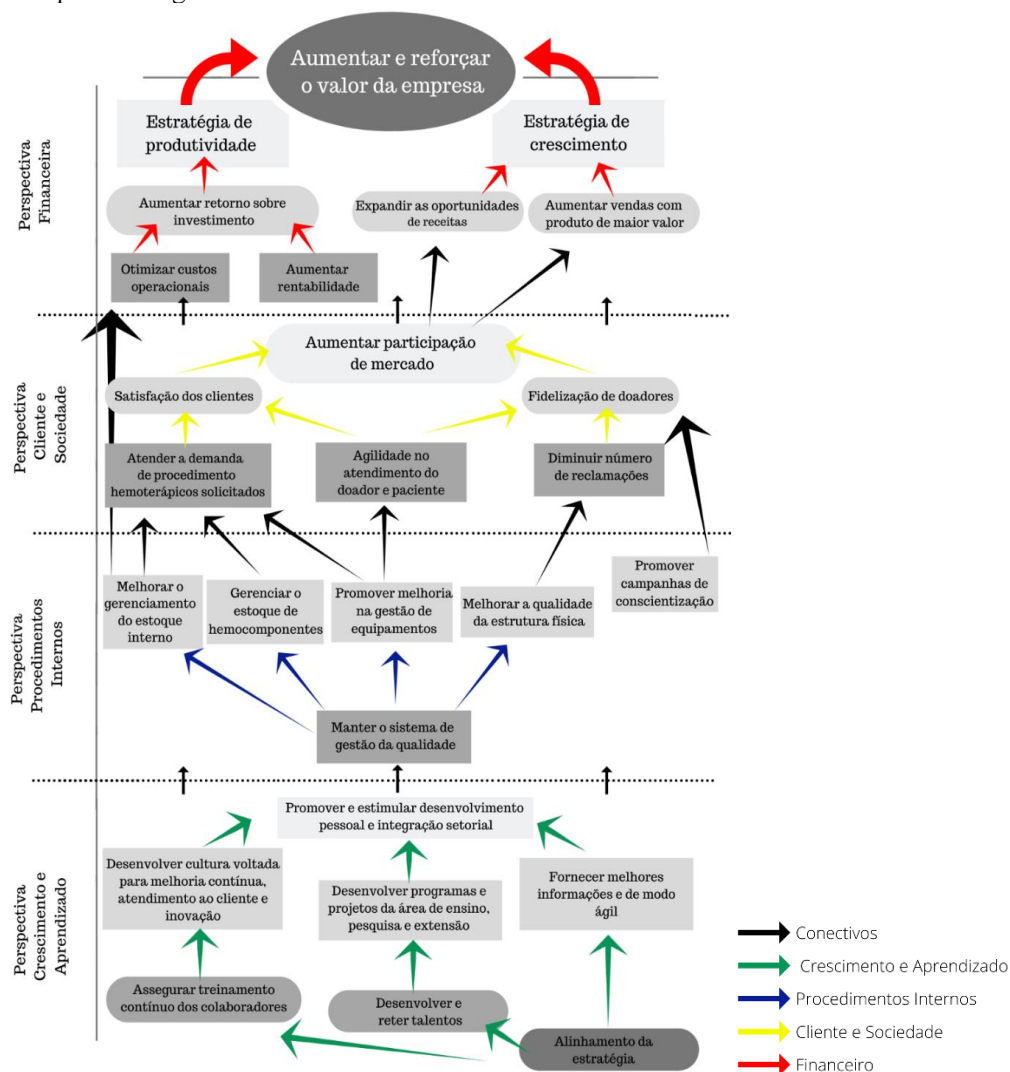 Aumentar e reforçar
o valor da empresa
Perspectiva
Financeira
Estratégia de
produtividade
Estratégia de
crescimento
Aumentar retorno sobre
investimento
Expandir as oportunidades
de receitas
Aumentar vendas com
produto de maior valor
Otimizar custos
operacionais
Aumentar
rentabilidade
Perspectiva
Cliente e
Sociedade
Aumentar participação
de mercado
Satisfação dos clientes
Fidelização de doadores
Atender a demanda
de procedimento
hemoterápicos solicitados
Agilidade no
atendimento do
doador e paciente
Diminuir número
de reclamações
Perspectiva
Procedimentos
Internos
Melhorar o
gerenciamento
do estoque
interno
Gerenciar o
estoque de
hemocomponentes
Promover melhoria
na gestão de
equipamentos
Melhorar a qualidade
da estrutura física
Promover
campanhas de
conscientização
Manter o sistema de
gestão da qualidade
Perspectiva
Crescimento e
Aprendizado
Promover e estimular desenvolvimento
pessoal e integração setorial
Desenvolver cultura voltada
para melhoria contínua,
atendimento ao cliente e
inovação
Desenvolver programas e
projetos da área de ensino,
pesquisa e extensão
Fornecer melhores
informações e de modo
ágil
Assegurar treinamento
contínuo dos colaboradores
Desenvolver e
reter talentos
Alinhamento da
estratégia
Conectivos
Crescimento e Aprendizado
Procedimentos Internos
Cliente e Sociedade
Financeiro